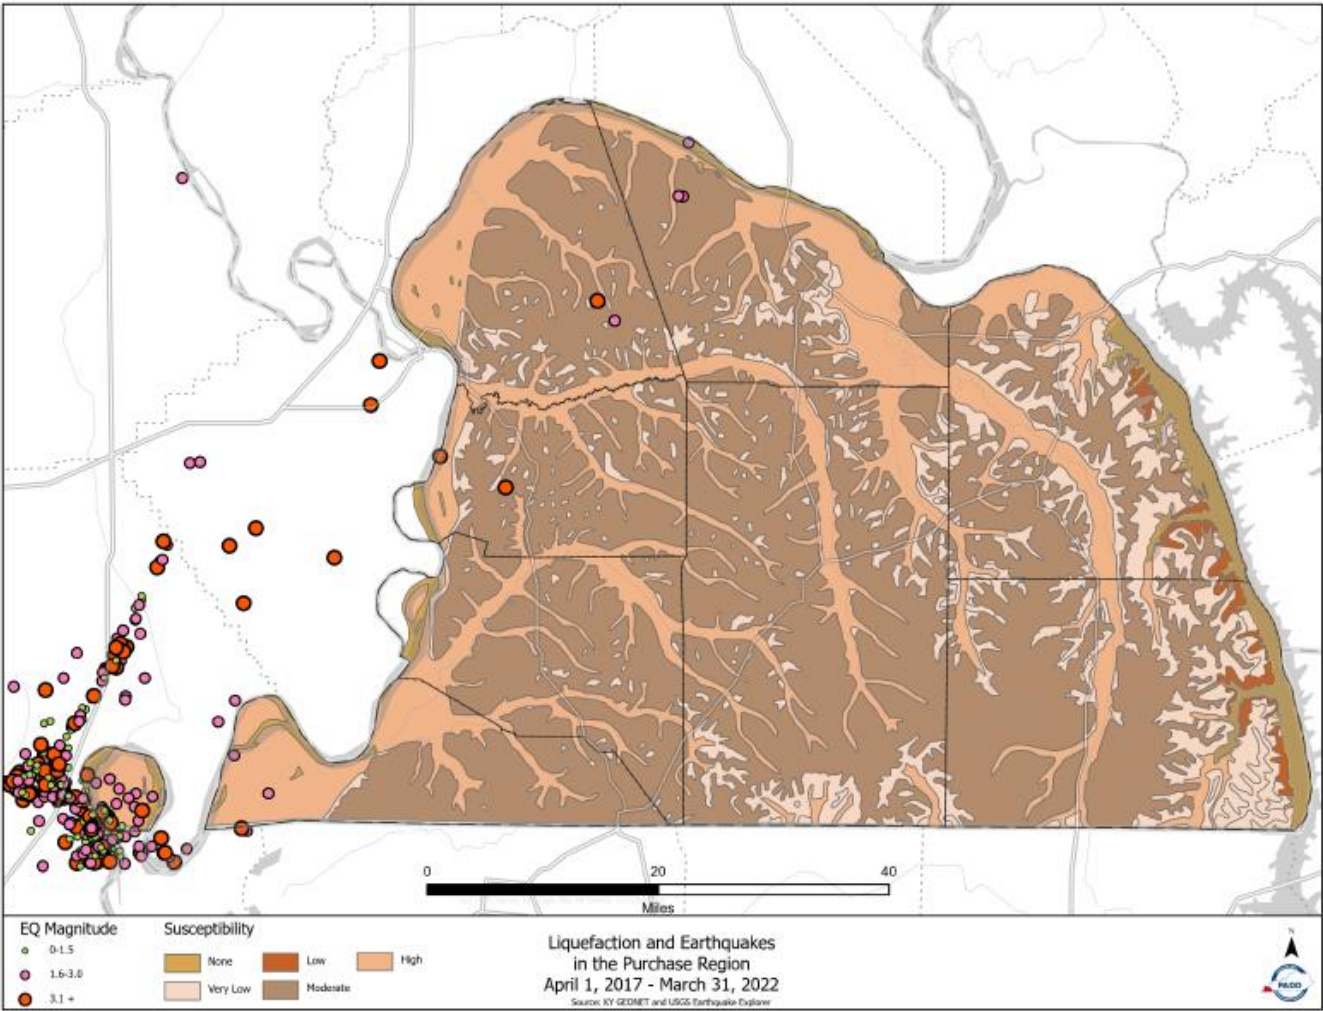 0 20 40
Miles
EQ Magnitude
0-1.5
1.6-3.0
3.1 +
Susceptibility
None
Low
High
Very Low
Moderate
Liquefaction and Earthquakes
in the Purchase Region
April 1, 2017 - March 31, 2022
Source: KY GEONET and USGS Earthquake Explorer
N
PADD